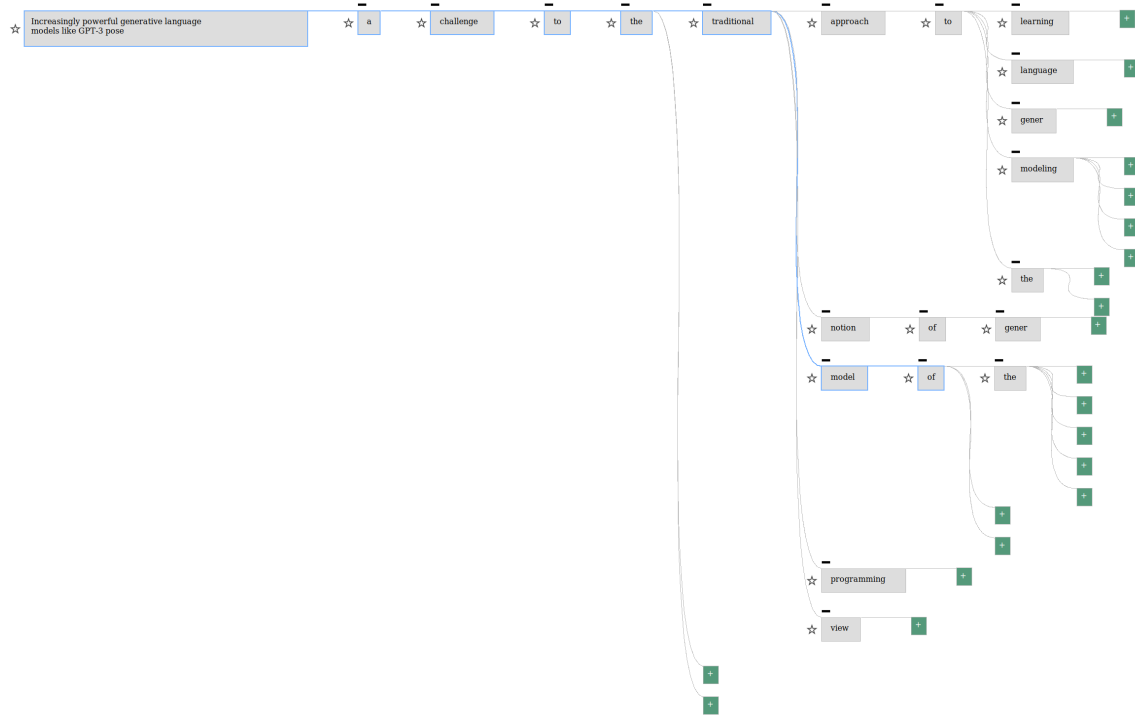 Increasingly powerful generative language
models like GPT-3 pose
a
challenge
to
the
traditional
approach
to
learning
+
language
+
gener
+
modeling
+
+
+
+
the
+
+
notion
of
gener
+
model
of
the
+
+
+
+
+
+
+
programming
+
view
+
+
+